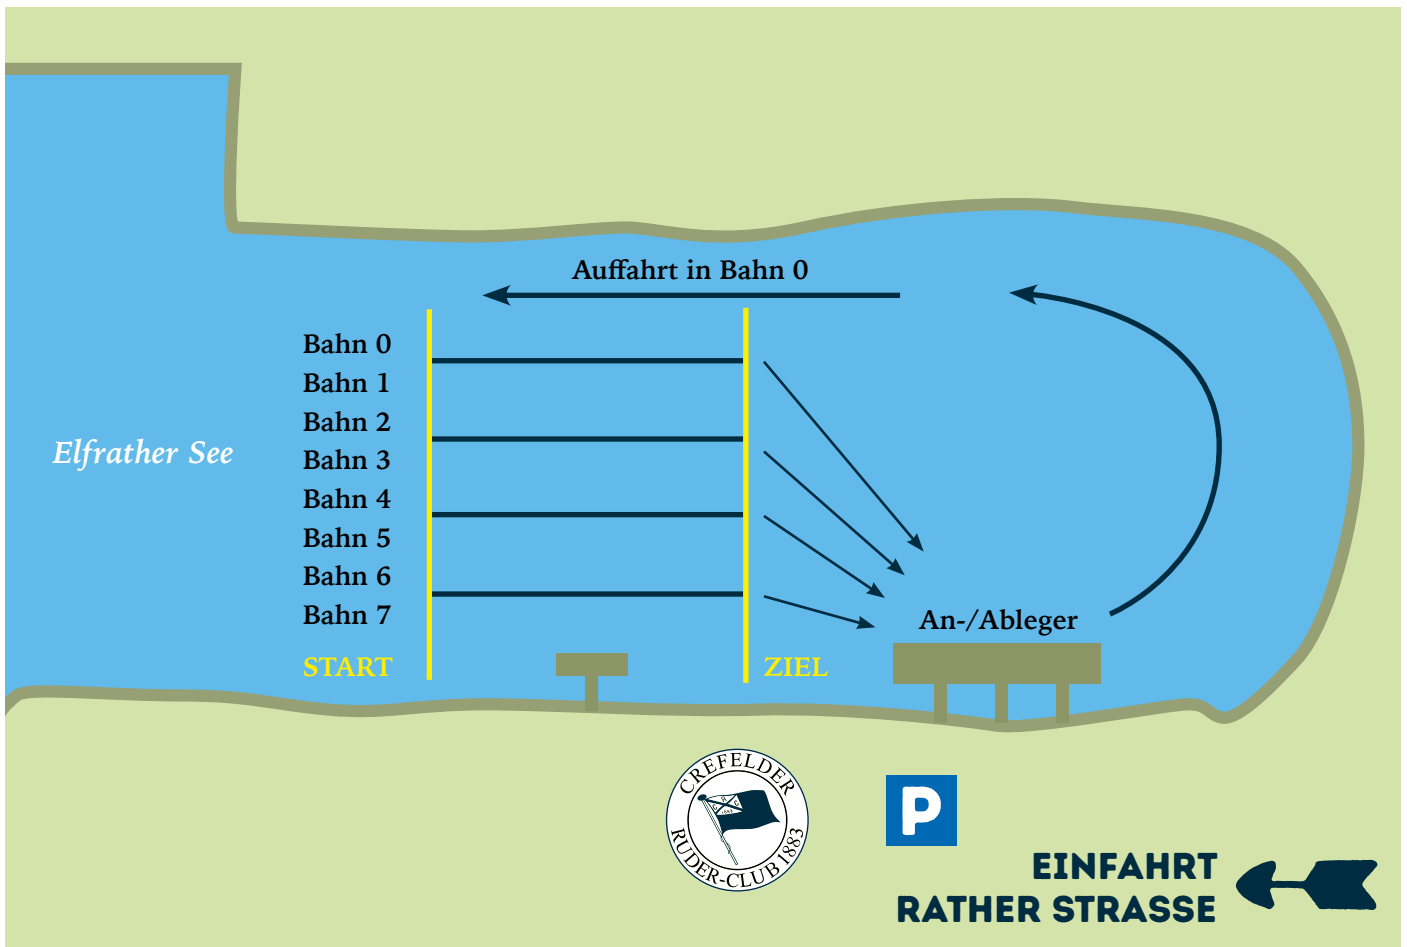 Auffahrt in Bahn 0
Bahn 0
Bahn 1
Bahn 2
Bahn 3
Bahn 4
Bahn 5
Bahn 6
Bahn 7
Elfrather See
An-/Ableger
START
ZIEL
CREFELDER
RUDER-CLUB 1883
P
EINFAHRT
RATHER STRASSE